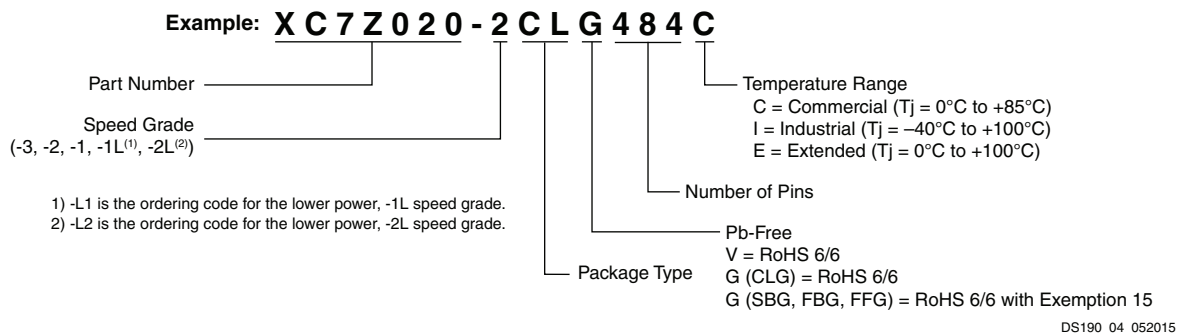 Example: XC7Z020-2CLG484C
Part Number
Speed Grade
(-3, -2, -1, -1L(1), -2L(2))
Temperature Range
C = Commercial (Tj = 0°C to +85°C)
I = Industrial (Tj = –40°C to +100°C)
E = Extended (Tj = 0°C to +100°C)
Number of Pins
1) -L1 is the ordering code for the lower power, -1L speed grade.
2) -L2 is the ordering code for the lower power, -2L speed grade.
Pb-Free
V = RoHS 6/6
G (CLG) = RoHS 6/6
G (SBG, FBG, FFG) = RoHS 6/6 with Exemption 15
Package Type
DS190_04_052015